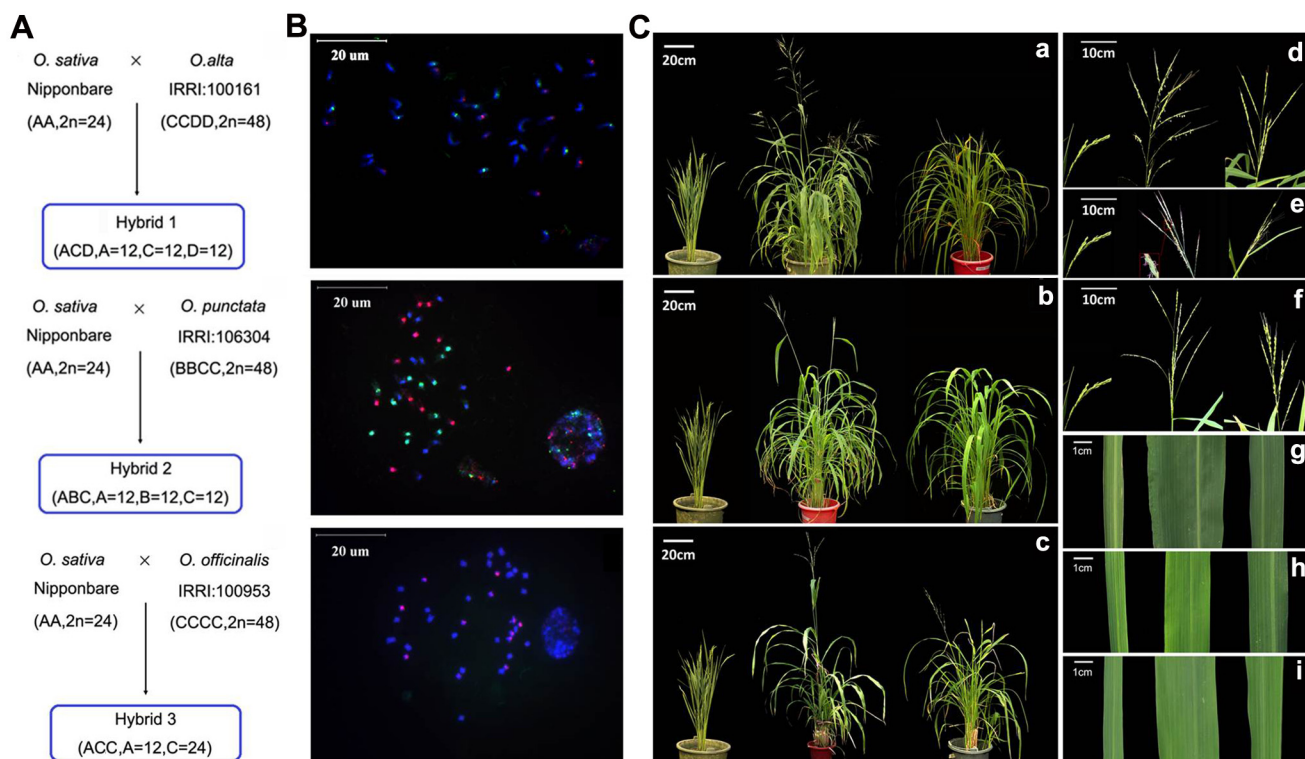 A
O. sativa × O.alta
Nipponbare IRRI:100161
(AA,2n=24) (CCDD,2n=48)
Hybrid 1
(ACD,A=12,C=12,D=12)
O. sativa × O. punctata
Nipponbare IRRI:106304
(AA,2n=24) (BBCC,2n=48)
Hybrid 2
(ABC,A=12,B=12,C=12)
O. sativa × O. officinalis
Nipponbare IRRI:100953
(AA,2n=24) (CCCC,2n=48)
Hybrid 3
(ACC,A=12,C=24)
B
20 um
20 um
20 um
C
20cm a
20cm b
20cm c
10cm d
10cm e
10cm f
1cm g
1cm h
1cm i